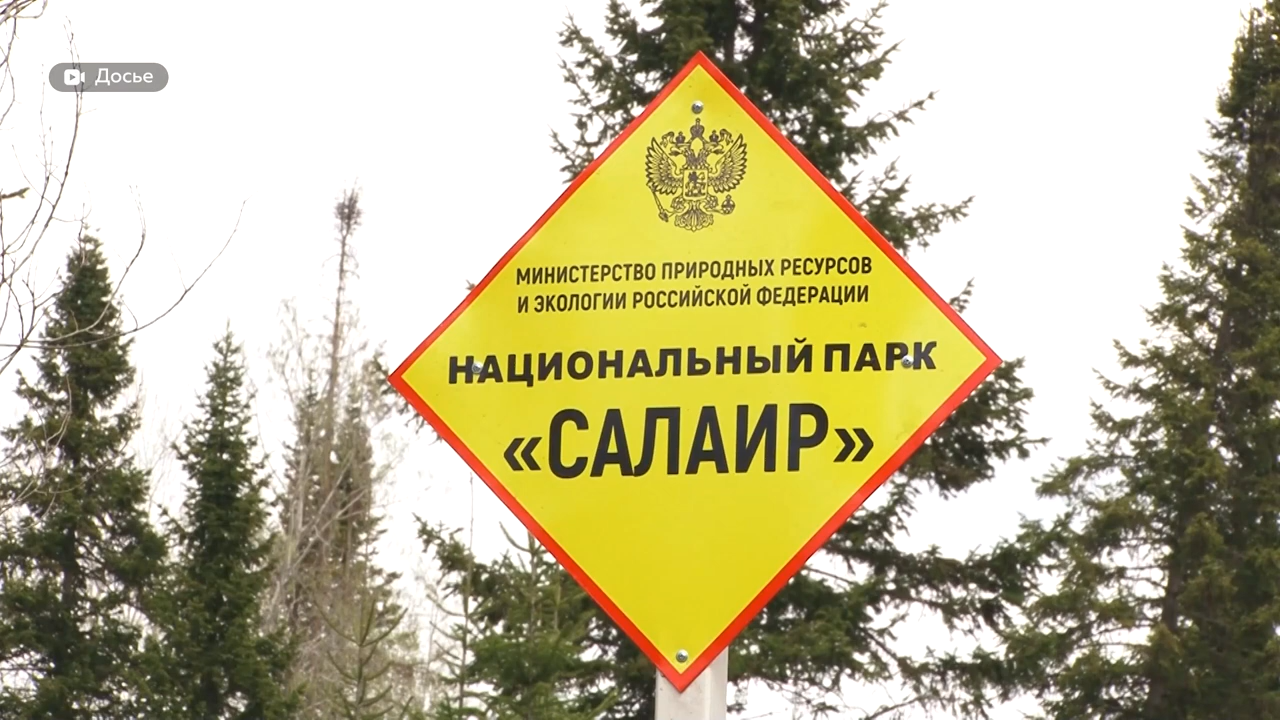 Досье
МИНИСТЕРСТВО ПРИРОДНЫХ РЕСУРСОВ
И ЭКОЛОГИИ РОССИЙСКОЙ ФЕДЕРАЦИИ
НАЦИОНАЛЬНЫЙ ПАРК
«САЛАИР»